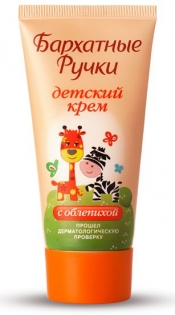 Бархатные
Ручки
детский
крем
с облепихой
ПРОШЕЛ
ДЕРМАТОЛОГИЧЕСКУЮ
ПРОВЕРКУ